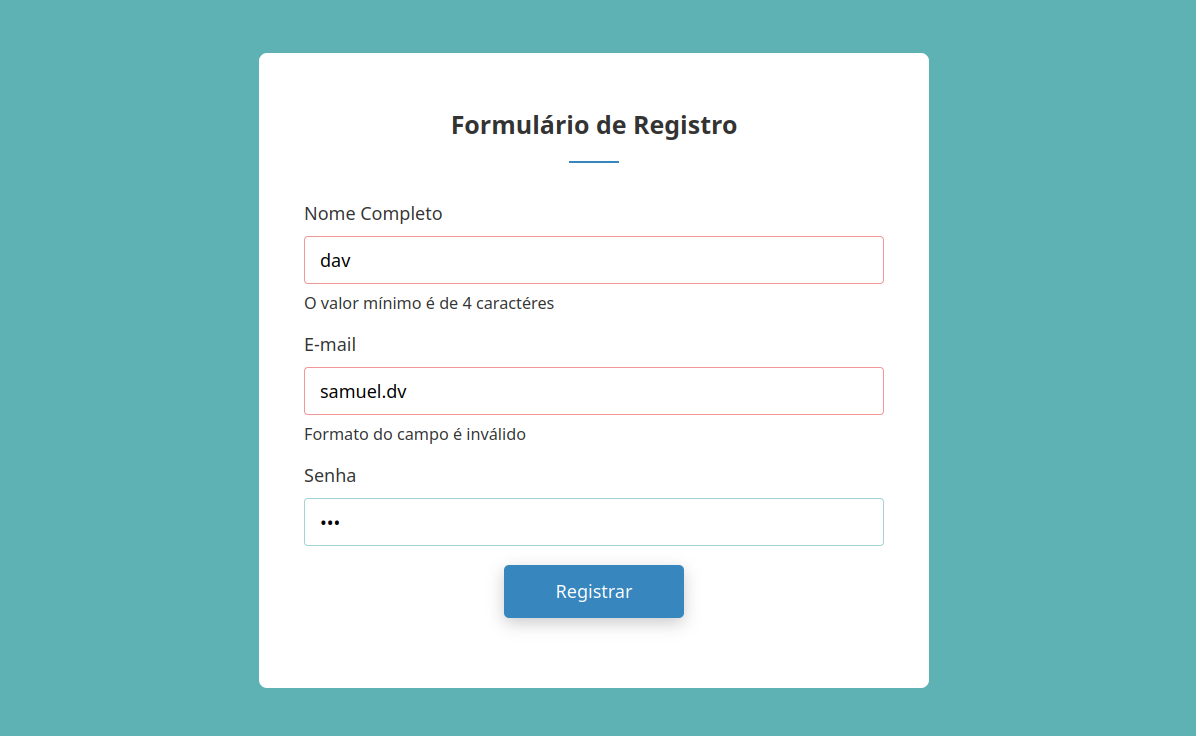 Formulário de Registro
Nome Completo
dav
O valor mínimo é de 4 caractéres
E-mail
samuel.dv
Formato do campo é inválido
Senha
•••
Registrar